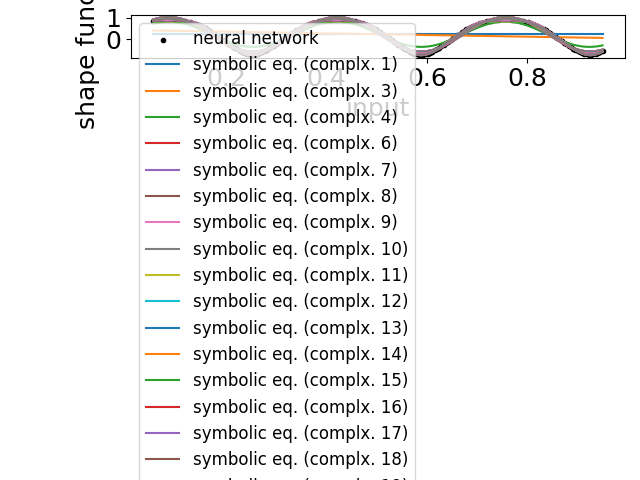 1
0
shape func
neural network
symbolic eq. (complx. 1)
0.2 0.4 0.6 0.8
symbolic eq. (complx. 3)
input
symbolic eq. (complx. 4)
symbolic eq. (complx. 6)
symbolic eq. (complx. 7)
symbolic eq. (complx. 8)
symbolic eq. (complx. 9)
symbolic eq. (complx. 10)
symbolic eq. (complx. 11)
symbolic eq. (complx. 12)
symbolic eq. (complx. 13)
symbolic eq. (complx. 14)
symbolic eq. (complx. 15)
symbolic eq. (complx. 16)
symbolic eq. (complx. 17)
symbolic eq. (complx. 18)